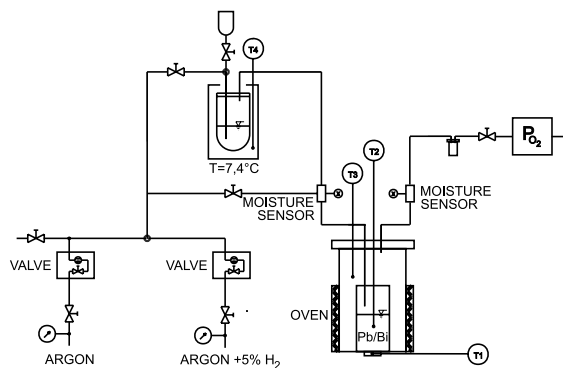 T4
T=7,4°C
P O₂
T2
T3
MOISTURE
SENSOR
MOISTURE
SENSOR
VALVE
VALVE
OVEN
Pb/Bi
T1
ARGON
ARGON +5% H₂